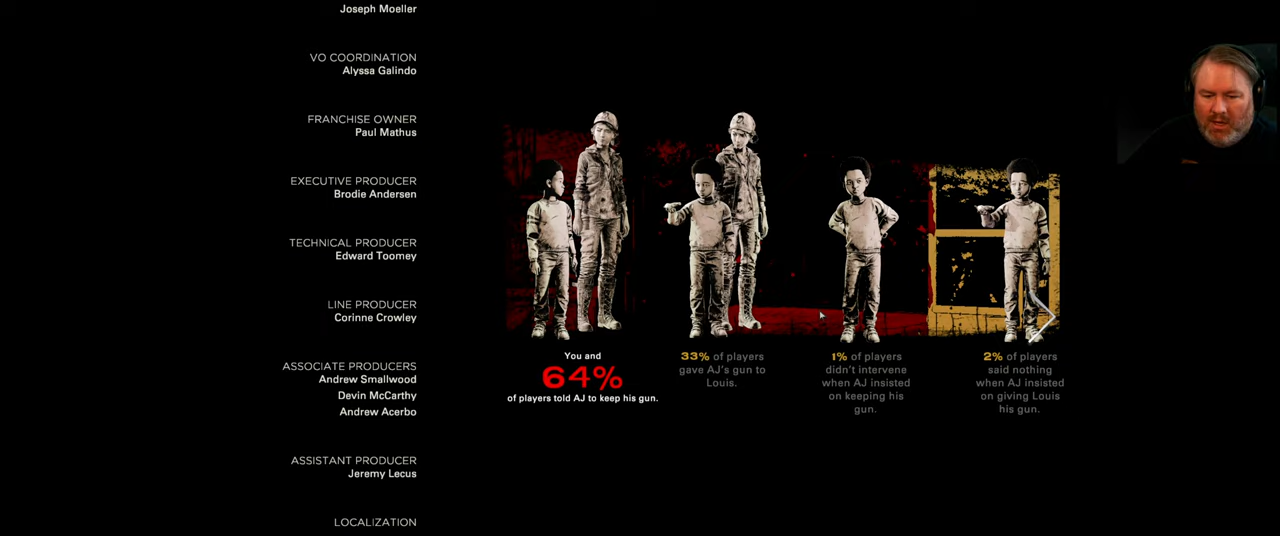 Joseph Moeller
VO COORDINATION
Alyssa Galindo
FRANCHISE OWNER
Paul Mathus
EXECUTIVE PRODUCER
Brodie Andersen
TECHNICAL PRODUCER
Edward Toomey
LINE PRODUCER
Corinne Crowley
ASSOCIATE PRODUCERS
Andrew Smallwood
Devin McCarthy
Andrew Acerbo
ASSISTANT PRODUCER
Jeremy Lecus
LOCALIZATION
You and
64%
of players told AJ to keep his gun.
33% of players
gave AJ's gun to
Louis.
1% of players
didn't intervene
when AJ insisted
on keeping his
gun.
2% of players
said nothing
when AJ insisted
on giving Louis
his gun.